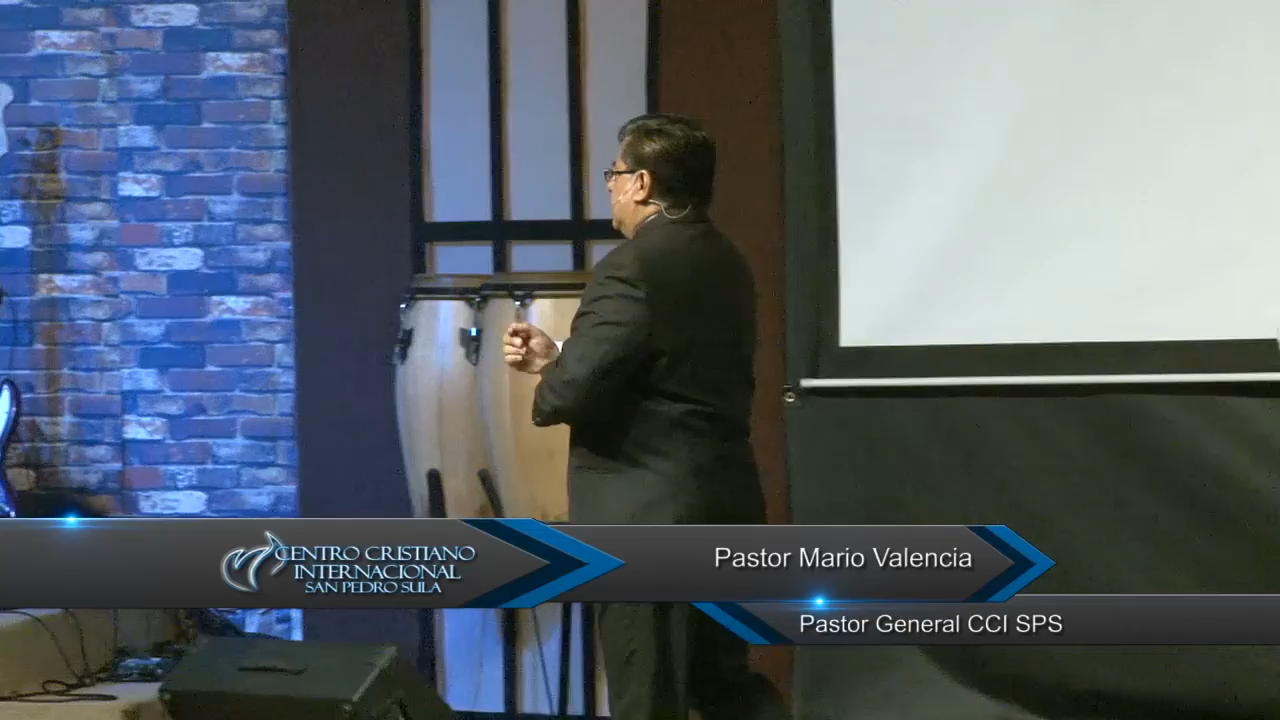 CENTRO CRISTIANO
INTERNACIONAL
SAN PEDRO SULA
Pastor Mario Valencia
Pastor General CCI SPS